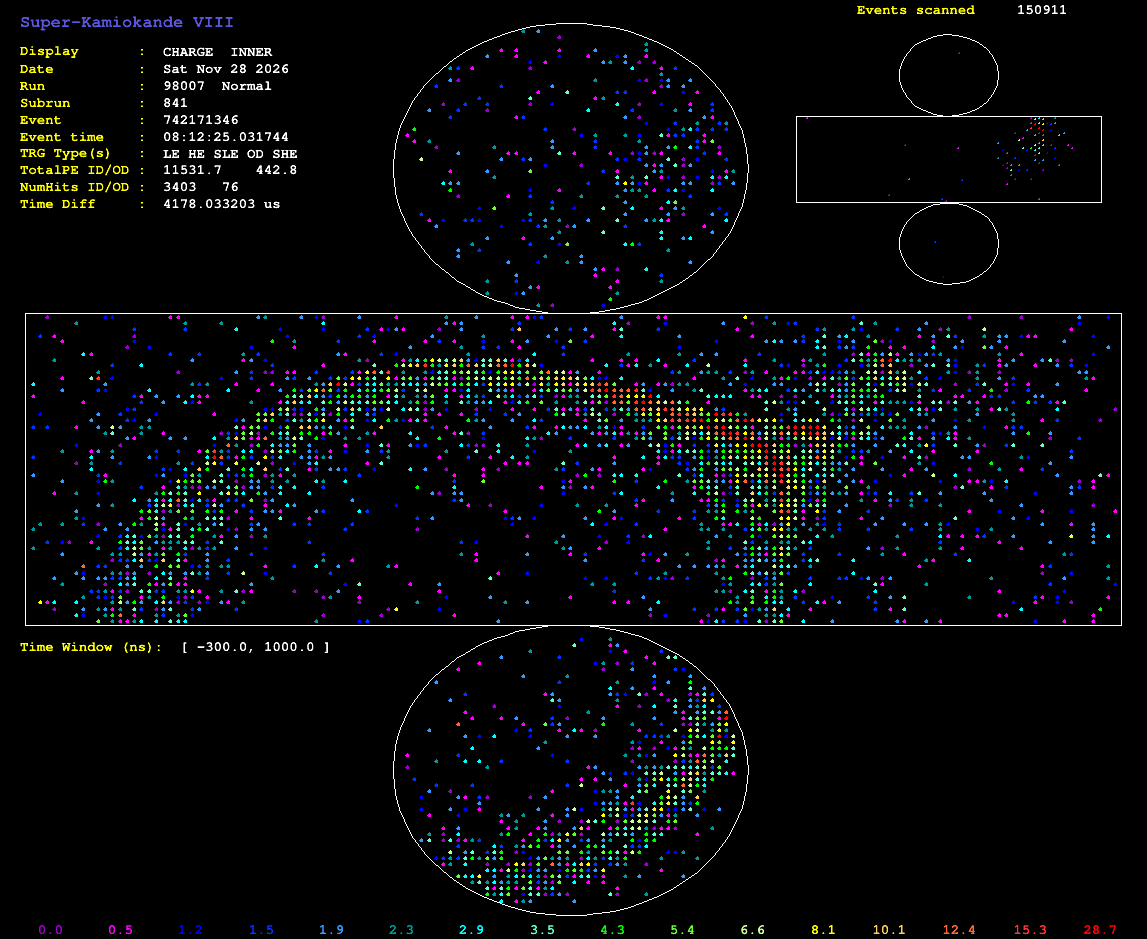 Super-Kamiokande VIII
Events scanned 150911
Display : CHARGE INNER
Date : Sat Nov 28 2026
Run : 98007 Normal
Subrun : 841
Event : 742171346
Event time : 08:12:25.031744
TRG Type(s) : LE HE SLE OD SHE
TotalPE ID/OD : 11531.7 442.8
NumHits ID/OD : 3403 76
Time Diff : 4178.033203 us
Time Window (ns): [ -300.0, 1000.0 ]
0.0 0.5 1.2 1.5 1.9 2.3 2.9 3.5 4.3 5.4 6.6 8.1 10.1 12.4 15.3 28.7